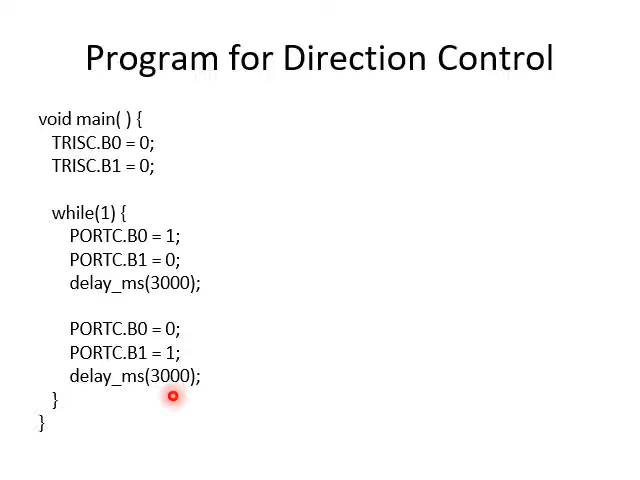 Program for Direction Control
void main( ) {
TRISC.B0 = 0;
TRISC.B1 = 0;
while(1) {
PORTC.B0 = 1;
PORTC.B1 = 0;
delay_ms(3000);
PORTC.B0 = 0;
PORTC.B1 = 1;
delay_ms(3000);
}
}